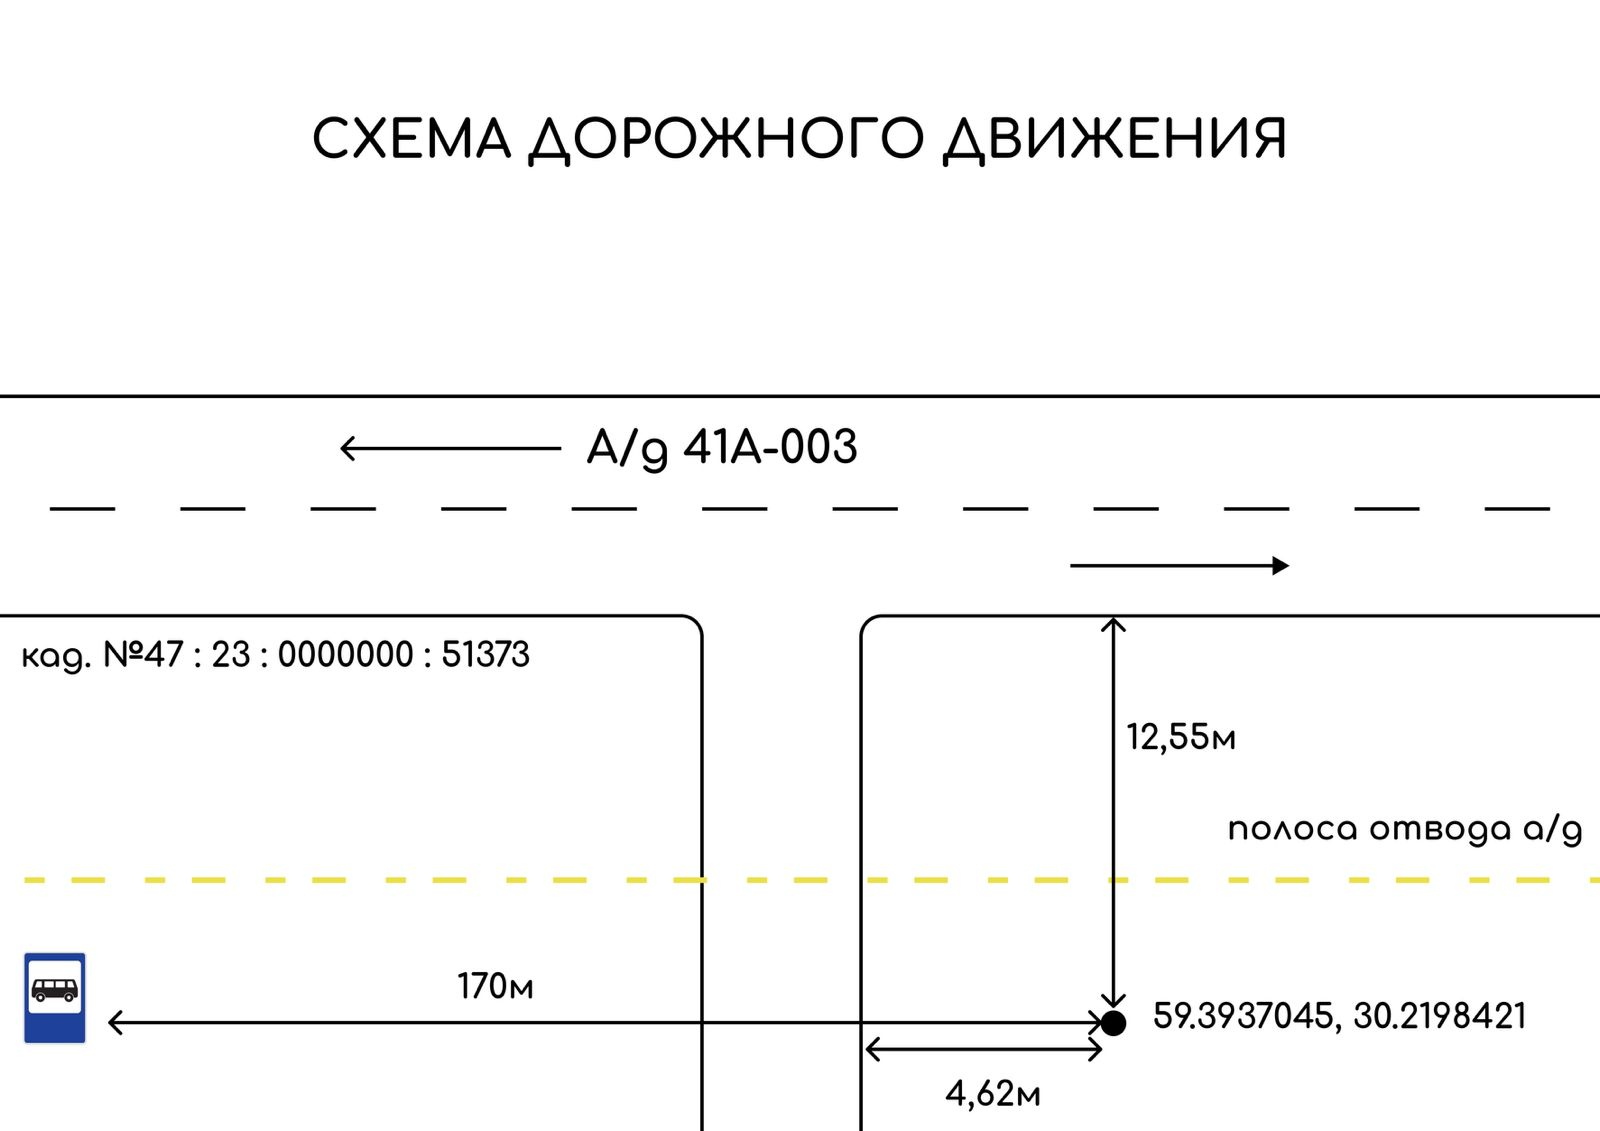 СХЕМА ДОРОЖНОГО ДВИЖЕНИЯ
А/д 41А-003
кад. №47 : 23 : 0000000 : 51373
12,55м
полоса отвода а/д
170м
59.3937045, 30.2198421
4,62м